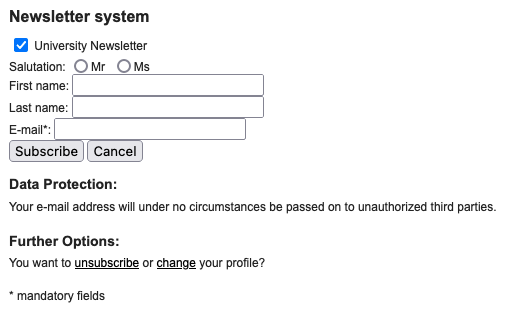 Newsletter system
University Newsletter
Salutation: Mr Ms
First name:
Last name:
E-mail*:
Subscribe Cancel
Data Protection:
Your e-mail address will under no circumstances be passed on to unauthorized third parties.
Further Options:
You want to unsubscribe or change your profile?
* mandatory fields